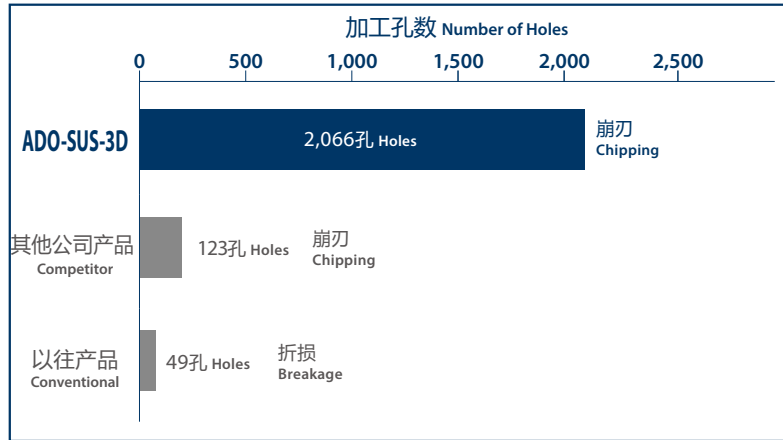 加工孔数 Number of Holes
0 500 1,000 1,500 2,000 2,500
ADO-SUS-3D
2,066孔 Holes
崩刃
Chipping
其他公司产品
Competitor
123孔 Holes
崩刃
Chipping
以往产品
Conventional
49孔 Holes
折损
Breakage